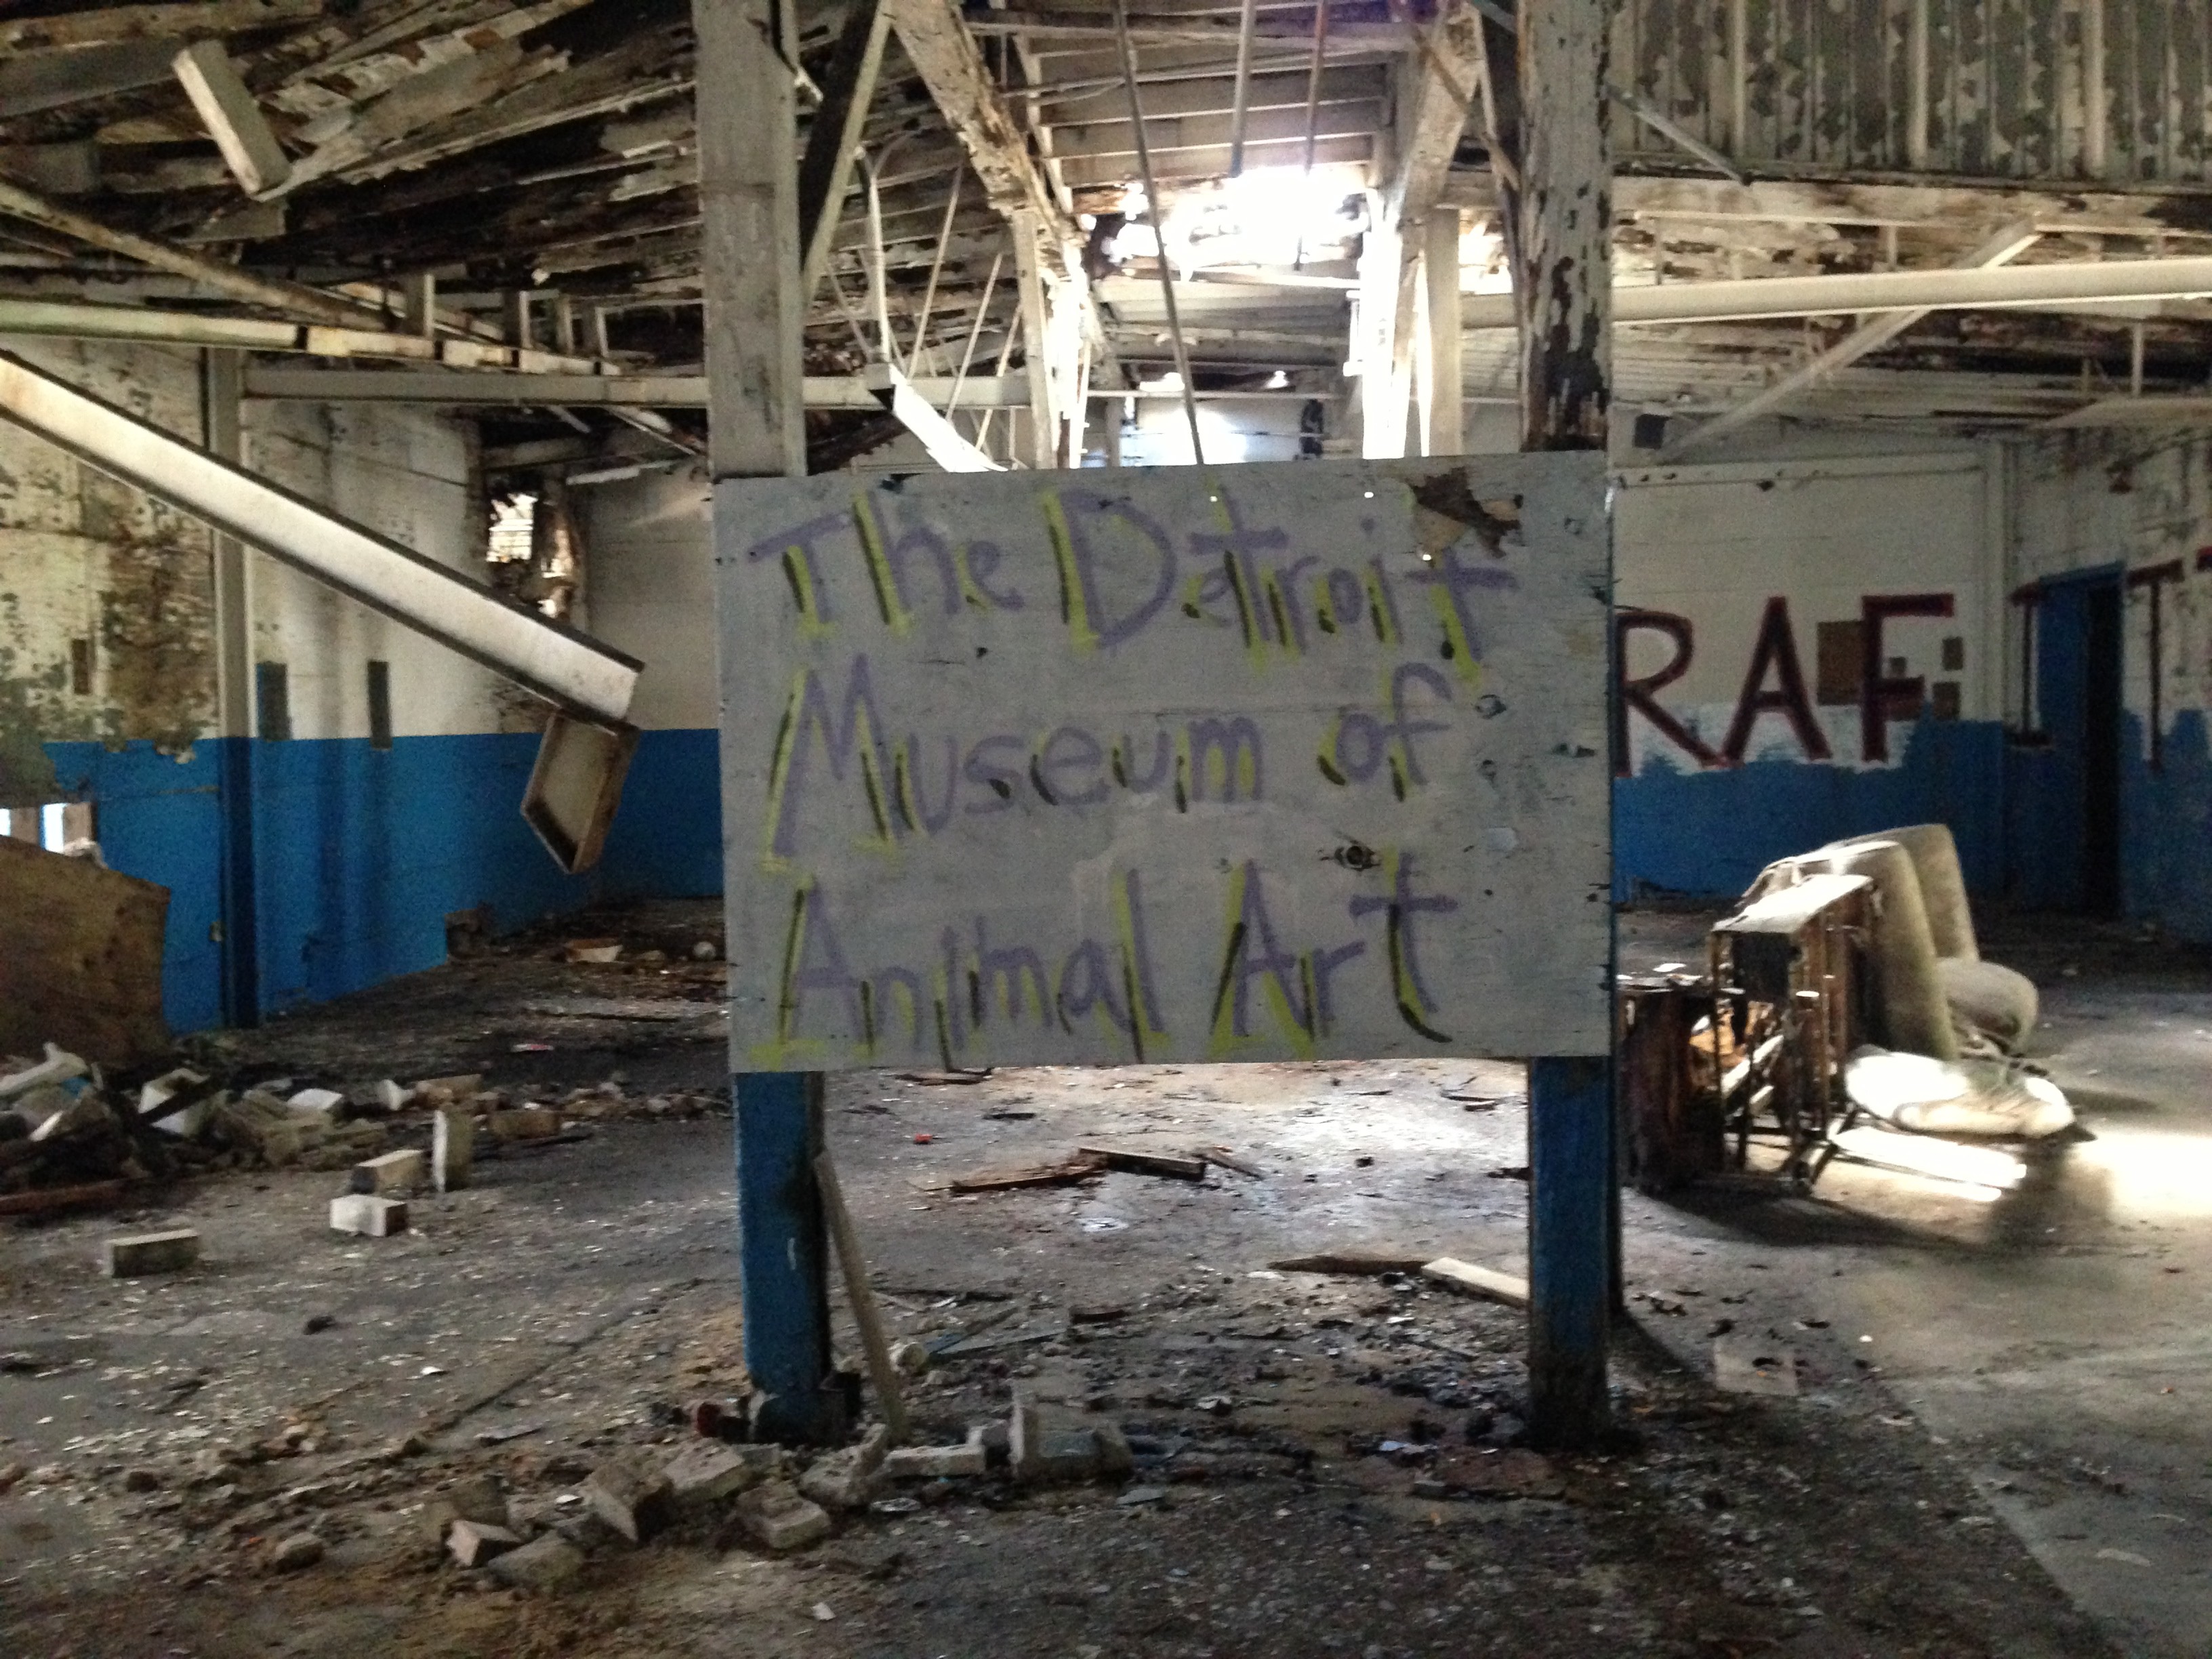 The Detroit
Museum of
Animal Art
RAF